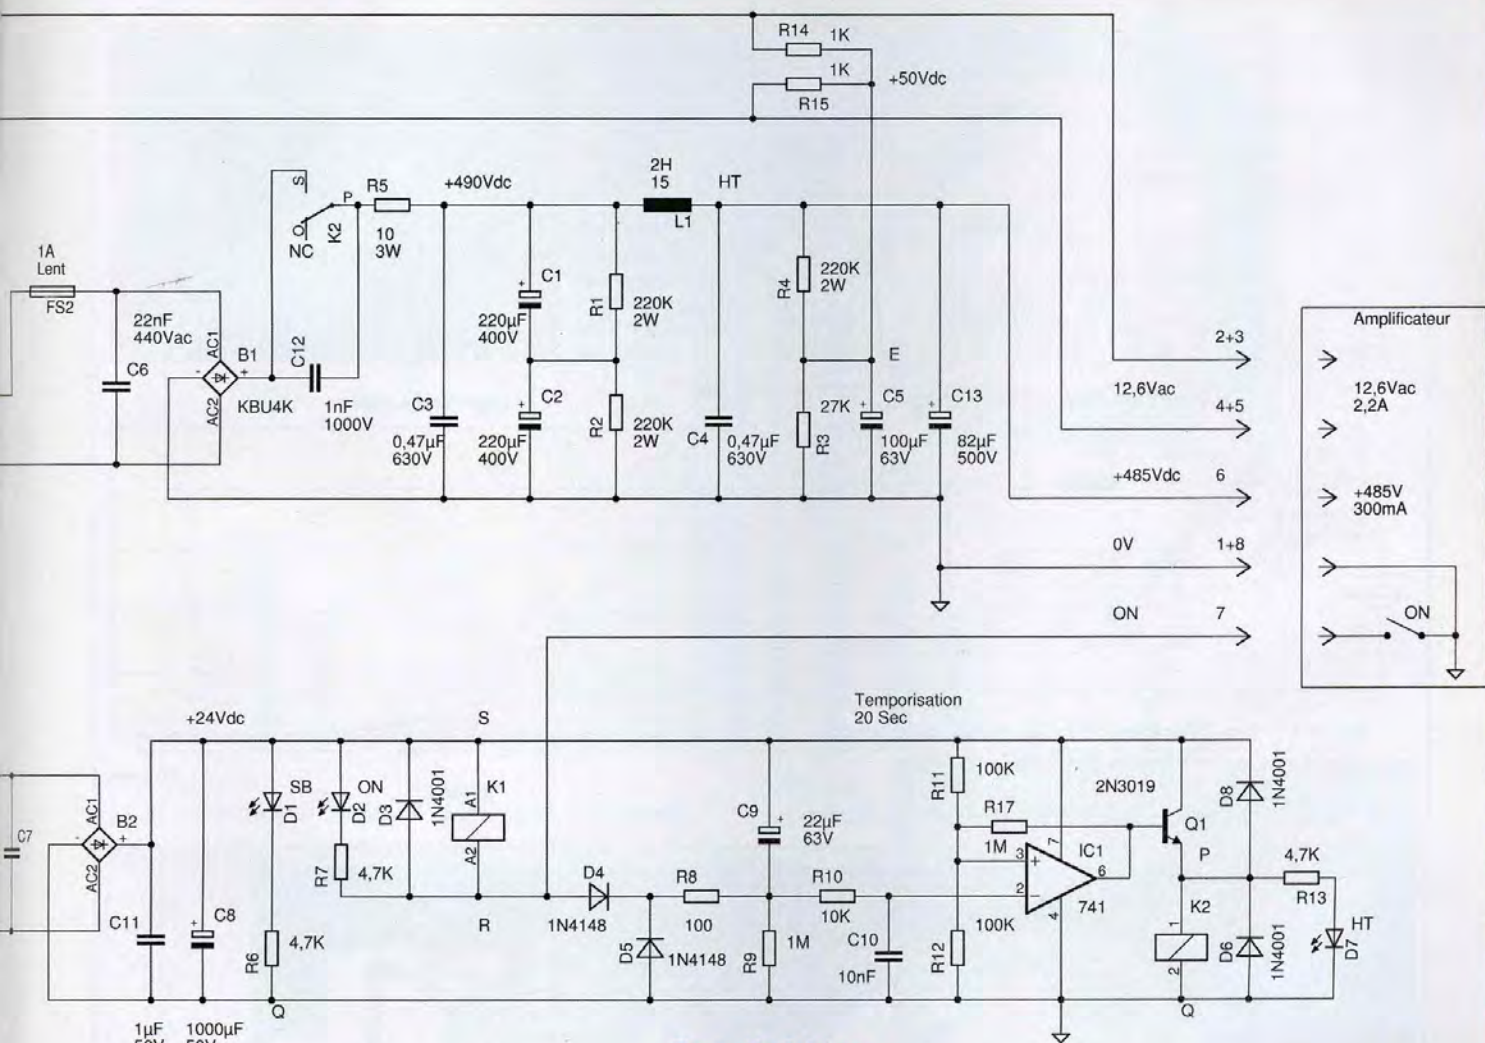 R14 1K
1K
R15
+50Vdc
2H
15
L1
HT
S
P
R5
+490Vdc
O
NC
K2
10
3W
1A
Lent
FS2
22nF
440Vac
C6
AC1
-
+
B1
AC2
KBU4K
C12
1nF
1000V
C3
0,47µF
630V
+
C1
220µF
400V
+
C2
220µF
400V
R1
220K
2W
R2
220K
2W
C4
0,47µF
630V
R4
220K
2W
E
27K
R3
+
C5
100µF
63V
+
C13
82µF
500V
2+3
12,6Vac
4+5
+485Vdc 6
0V 1+8
ON 7
Amplificateur
12,6Vac
2,2A
+485V
300mA
ON
Temporisation
20 Sec
+24Vdc
S
C7
AC1
-
+
B2
AC2
C11
1µF
+
C8
1000µF
SB
D1
R6
4,7K
Q
ON
D2
R7
4,7K
D3
1N4001
A1
K1
A2
R
D4
1N4148
D5
1N4148
R8
100
C9
+
22µF
63V
R9
1M
R10
10K
C10
10nF
R11
100K
R17
1M
R12
100K
3
+
2
-
7
4
6
IC1
741
2N3019
Q1
P
K2
1
2
Q
D8
1N4001
D6
1N4001
4,7K
R13
HT
D7